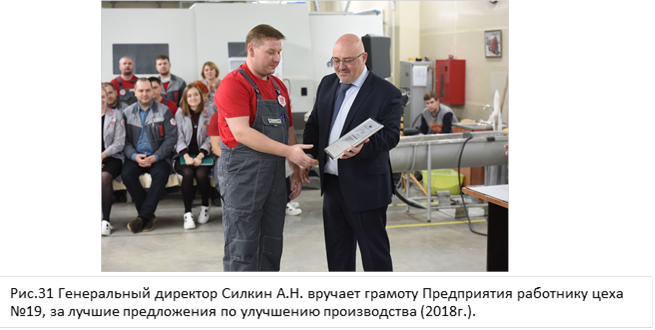 Рис.31 Генеральный директор Силкин А.Н. вручает грамоту Предприятия работнику цеха
№19, за лучшие предложения по улучшению производства (2018г.).